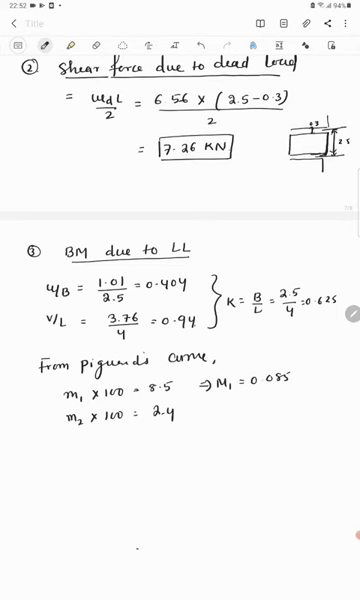 22:52
94%
Title
② Shear force due to dead load
= wdL/2 = 6.56 × (2.5-0.3)/2
= 7.26 KN
0.3
2.5
③ BM due to LL
u/B = 1.01/2.5 = 0.404
V/L = 3.76/4 = 0.94
} K = B/L = 2.5/4 = 0.625
From pigeund's curve,
m₁ × 100 = 8.5 ⇒ M₁ = 0.085
m₂ × 100 = 2.4